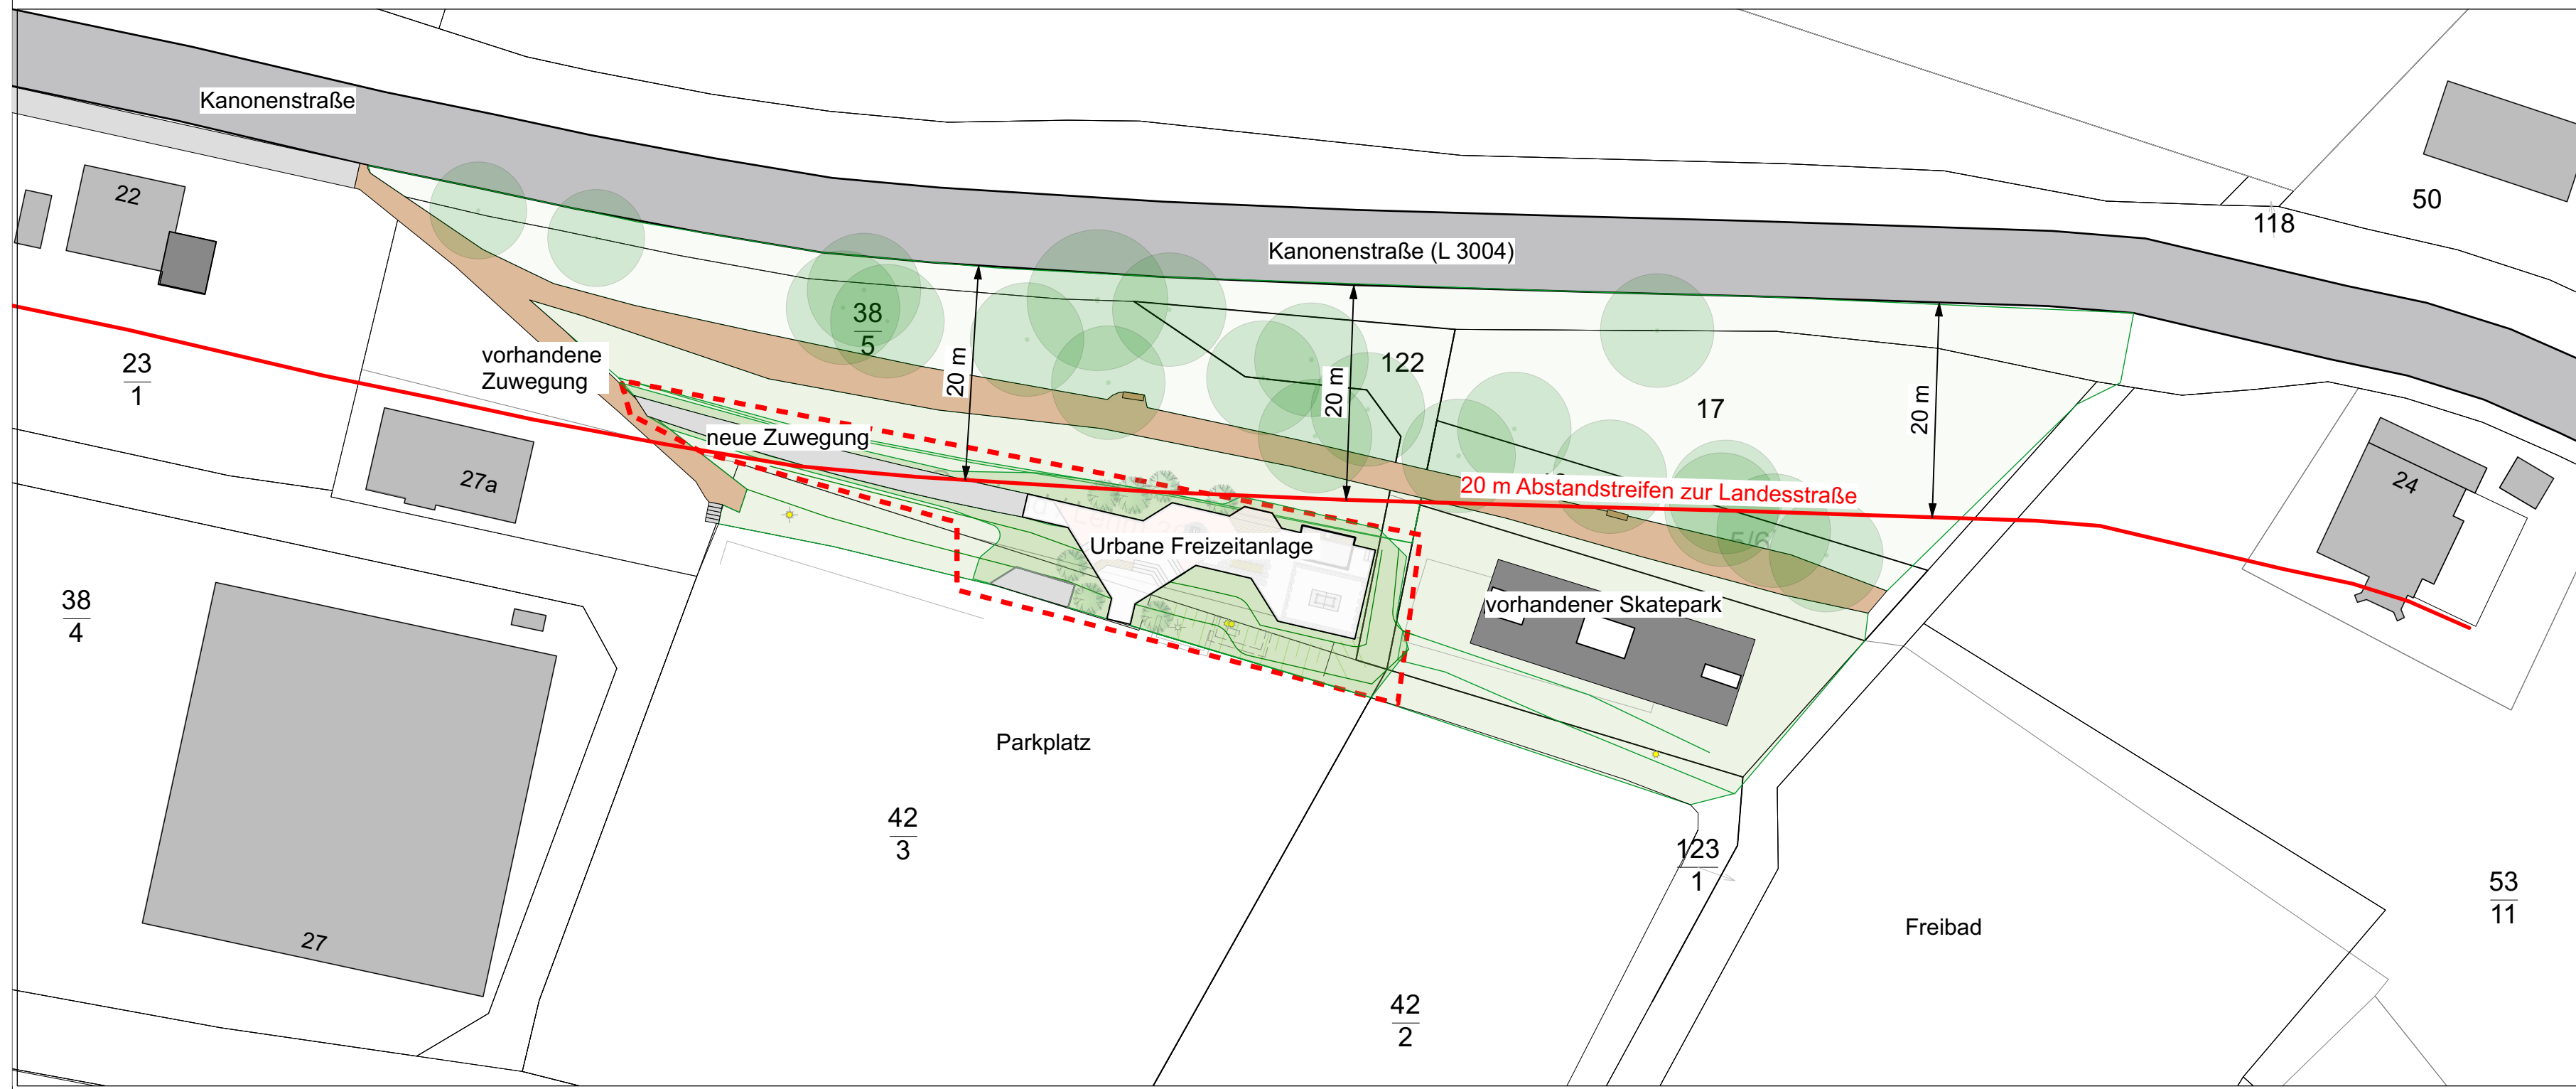 Kanonenstraße
22
50
118
Kanonenstraße (L 3004)
38
5
vorhandene
Zuwegung
23
1
20 m
20 m
122
17
20 m
neue Zuwegung
27a
20 m Abstandstreifen zur Landesstraße
24
Urbane Freizeitanlage
5/6
vorhandener Skatepark
38
4
Parkplatz
42
3
123
1
53
11
Freibad
27
42
2